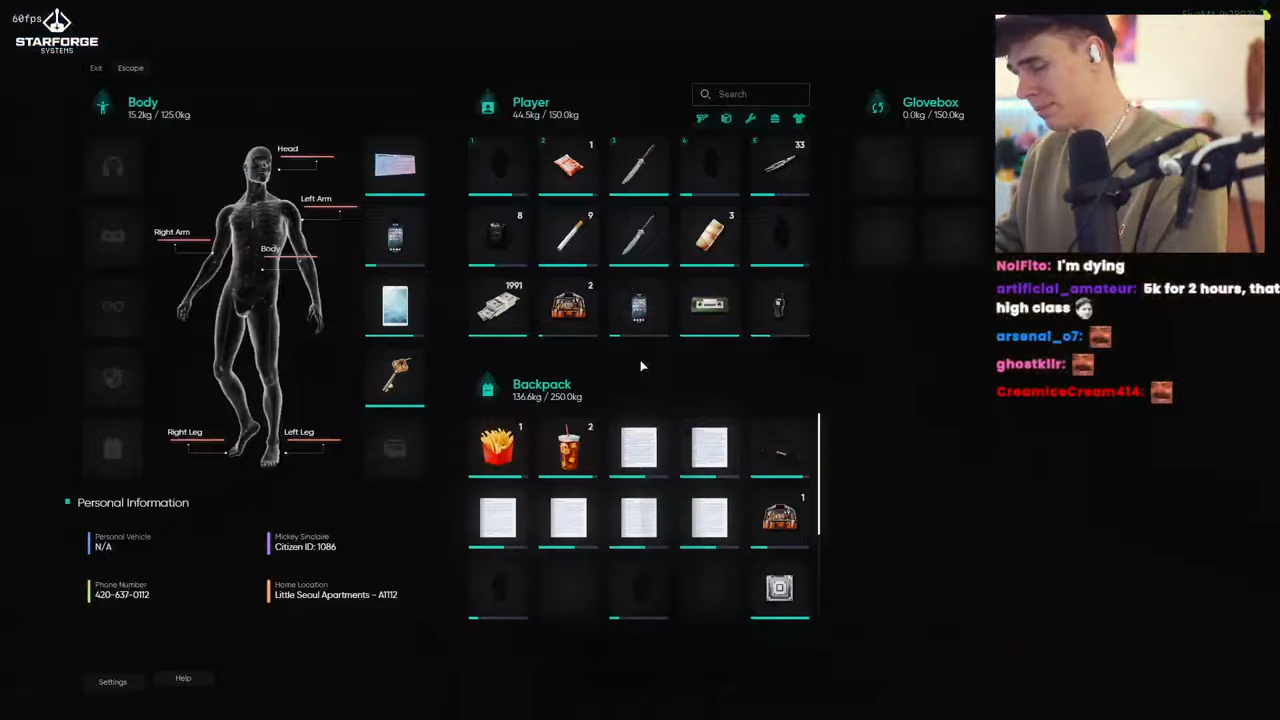 60fps
STARFORGE
SYSTEMS
Exit
Escape
Body
15.2kg / 125.0kg
Player
44.5kg / 150.0kg
Search
Glovebox
0.0kg / 150.0kg
Head
Left Arm
Right Arm
Body
Right Leg
Left Leg
1
2
1
3
4
5
33
8
9
3
1991
2
Backpack
136.6kg / 250.0kg
1
2
1
Personal Information
Personal Vehicle
N/A
Mickey Sinclaire
Citizen ID: 1086
Phone Number
420-637-0112
Home Location
Little Seoul Apartments - A1112
Settings
Help
NolFito: I'm dying
artificial_amateur: 5k for 2 hours, that
high class
arsenal_o7:
ghostkllr:
CreamiceCream414: